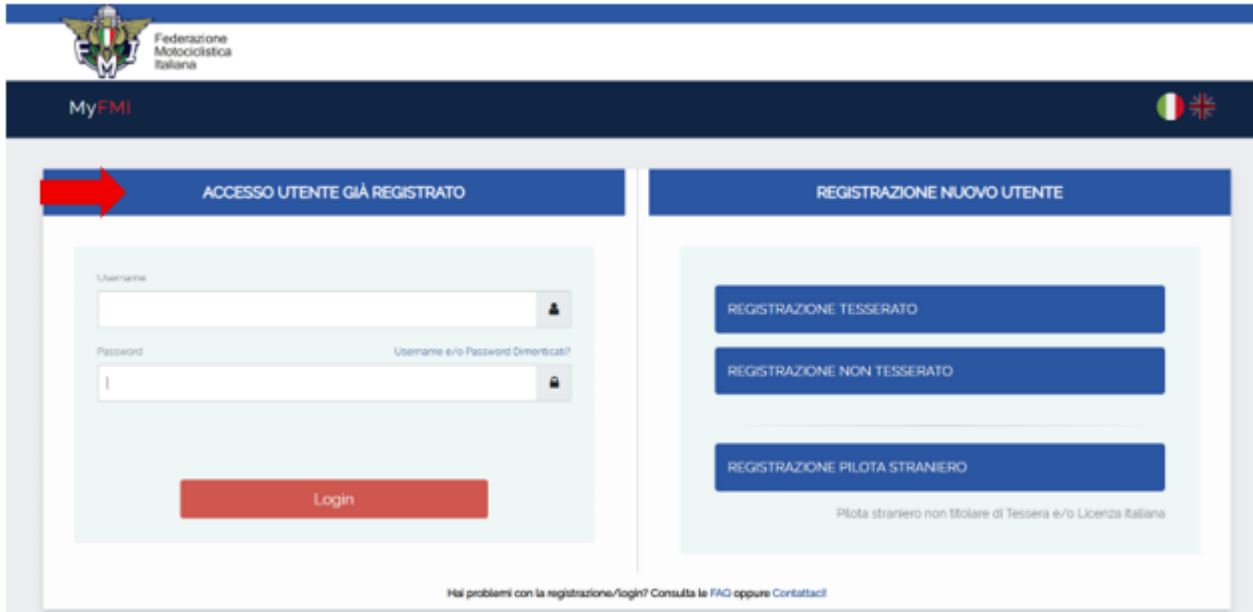 FMI
Federazione
Motociclistica
Italiana
MyFMI
ACCESSO UTENTE GIÀ REGISTRATO
Username
Password
Username e/o Password Dimenticati?
Login
REGISTRAZIONE NUOVO UTENTE
REGISTRAZIONE TESSERATO
REGISTRAZIONE NON TESSERATO
REGISTRAZIONE PILOTA STRANIERO
Pilota straniero non titolare di Tessera e/o Licenza Italiana
Hai problemi con la registrazione/login? Consulta le FAQ oppure Contattaci!